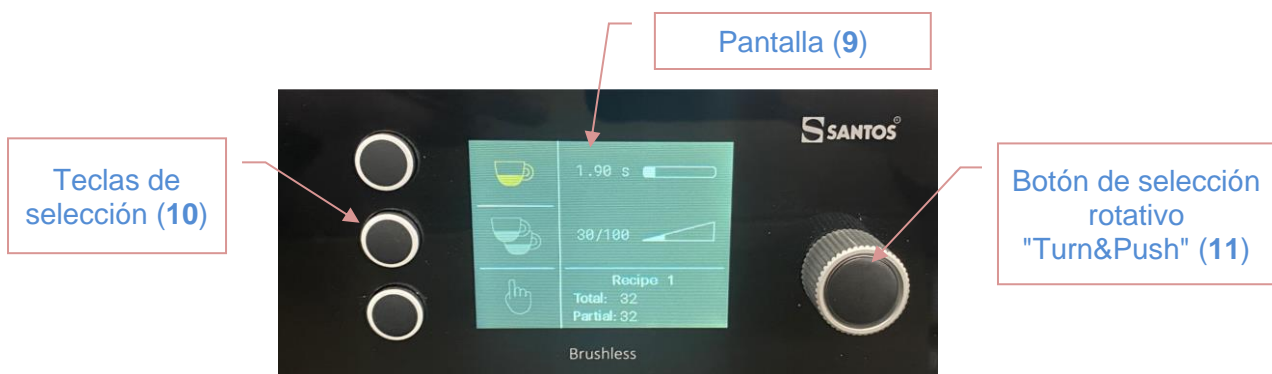 Pantalla (9)
SANTOS
Teclas de
selección (10)
1.90 s
Botón de selección
rotativo
"Turn&Push" (11)
30/100
Recipe 1
Total: 32
Partial: 32
Brushless